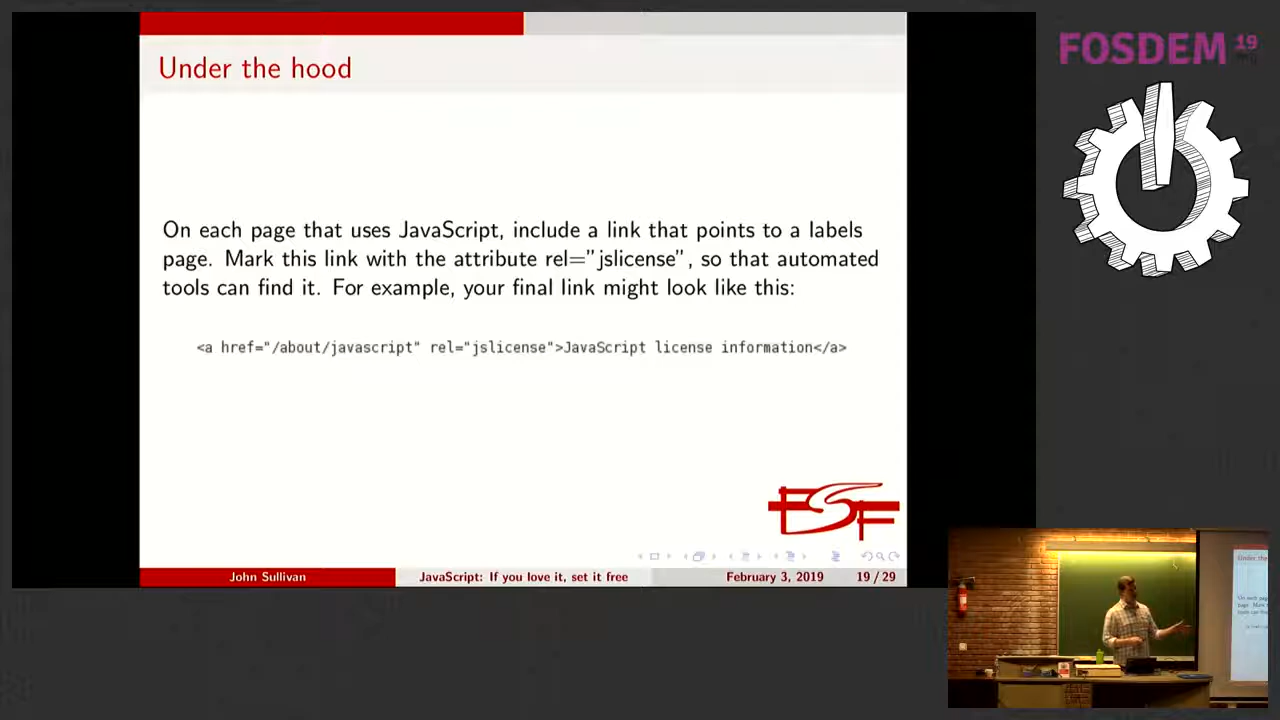 FOSDEM 19
Under the hood
On each page that uses JavaScript, include a link that points to a labels
page. Mark this link with the attribute rel="jslicense", so that automated
tools can find it. For example, your final link might look like this:
<a href="/about/javascript" rel="jslicense">JavaScript license information</a>
FSF
John Sullivan JavaScript: If you love it, set it free February 3, 2019 19 / 29